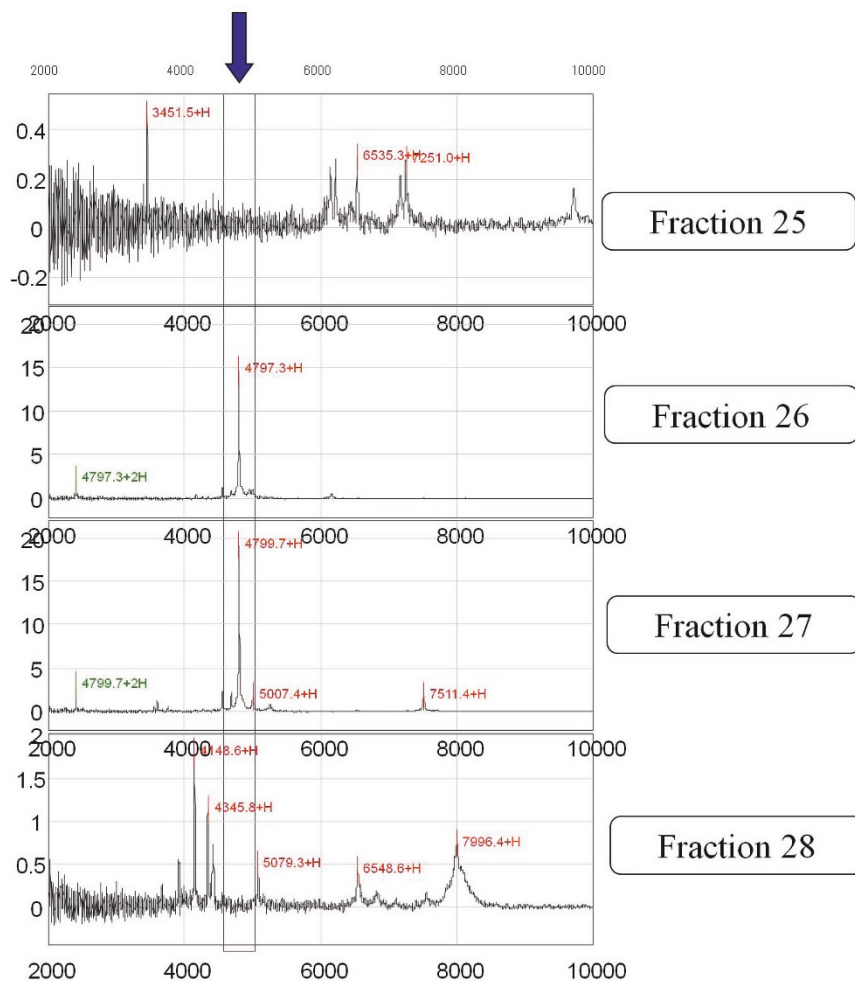 2000 4000 6000 8000 10000
0.4
0.2
0
-0.2
3451.5+H
6535.3+H
7251.0+H
Fraction 25
2000 4000 6000 8000 10000
20
15
10
5
0
4797.3+H
4797.3+2H
Fraction 26
2000 4000 6000 8000 10000
20
15
10
5
0
4799.7+H
4799.7+2H
5007.4+H
7511.4+H
Fraction 27
2000 4000 6000 8000 10000
2
1.5
1
0.5
0
4148.6+H
4345.8+H
5079.3+H
6548.6+H
7996.4+H
Fraction 28
2000 4000 6000 8000 10000